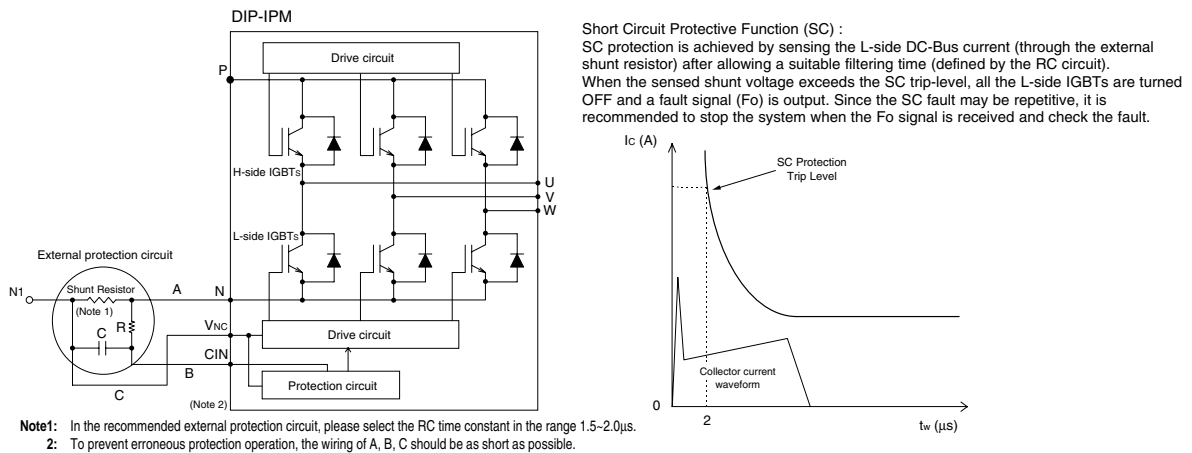 DIP-IPM
Drive circuit
P
H-side IGBTs
U
V
W
L-side IGBTs
External protection circuit
N1
Shunt Resistor
(Note 1)
A
N
R
C
VNC
Drive circuit
CIN
B
Protection circuit
C
(Note 2)
Short Circuit Protective Function (SC) :
SC protection is achieved by sensing the L-side DC-Bus current (through the external
shunt resistor) after allowing a suitable filtering time (defined by the RC circuit).
When the sensed shunt voltage exceeds the SC trip-level, all the L-side IGBTs are turned
OFF and a fault signal (Fo) is output. Since the SC fault may be repetitive, it is
recommended to stop the system when the Fo signal is received and check the fault.
IC (A)
SC Protection
Trip Level
Collector current
waveform
0
2
tw (μs)
Note1: In the recommended external protection circuit, please select the RC time constant in the range 1.5~2.0μs.
2: To prevent erroneous protection operation, the wiring of A, B, C should be as short as possible.